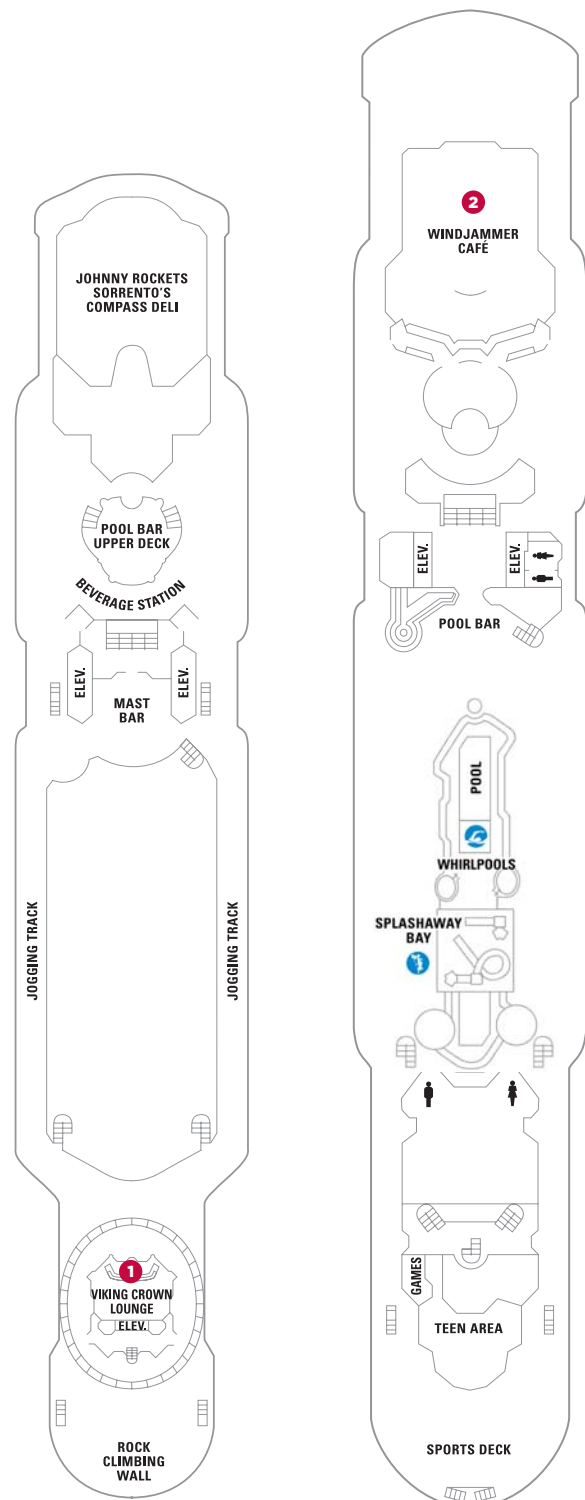 JOHNNY ROCKETS
SORRENTO'S
COMPASS DELI
POOL BAR
UPPER DECK
BEVERAGE STATION
ELEV.
ELEV.
MAST
BAR
JOGGING TRACK
JOGGING TRACK
1
VIKING CROWN
LOUNGE
ELEV.
ROCK
CLIMBING
WALL
2
WINDJAMMER
CAFÉ
ELEV.
ELEV.
POOL BAR
POOL
WHIRLPOOLS
SPLASHAWAY
BAY
GAMES
TEEN AREA
SPORTS DECK